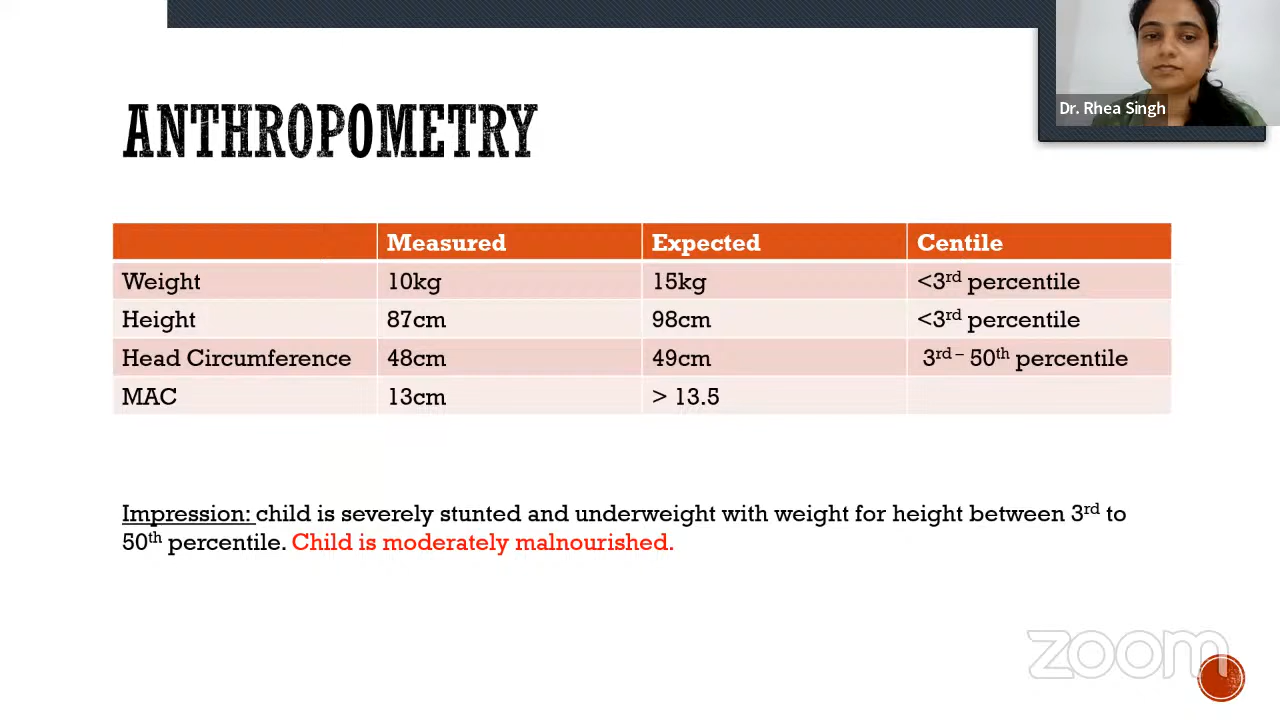 Dr. Rhea Singh
ANTHROPOMETRY
Measured Expected Centile
Weight 10kg 15kg <3rd percentile
Height 87cm 98cm <3rd percentile
Head Circumference 48cm 49cm 3rd – 50th percentile
MAC 13cm > 13.5
Impression: child is severely stunted and underweight with weight for height between 3rd to
50th percentile. Child is moderately malnourished.
zoom